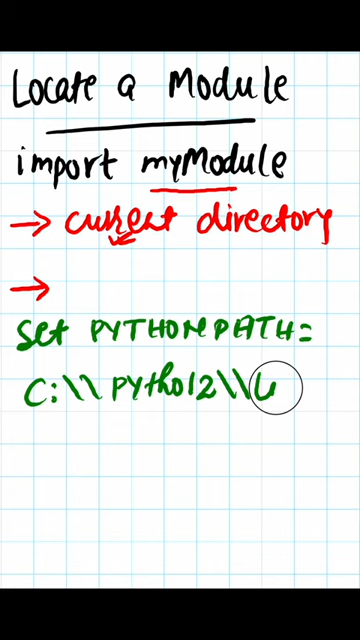 Locate a Module
import myModule
→ current directory
→
set PYTHONPATH=
C:\\PYtho12\\